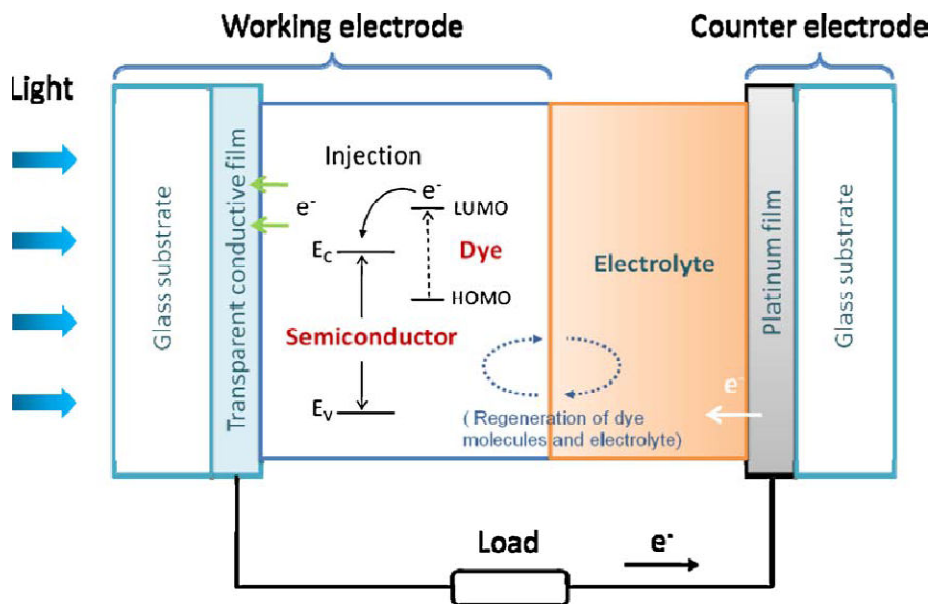 Working electrode
Counter electrode
Light
Glass substrate
Transparent conductive film
Injection
e-
e-
LUMO
EC
Dye
HOMO
Semiconductor
EV
Electrolyte
( Regeneration of dye
molecules and electrolyte)
e-
Platinum film
Glass substrate
Load
e-